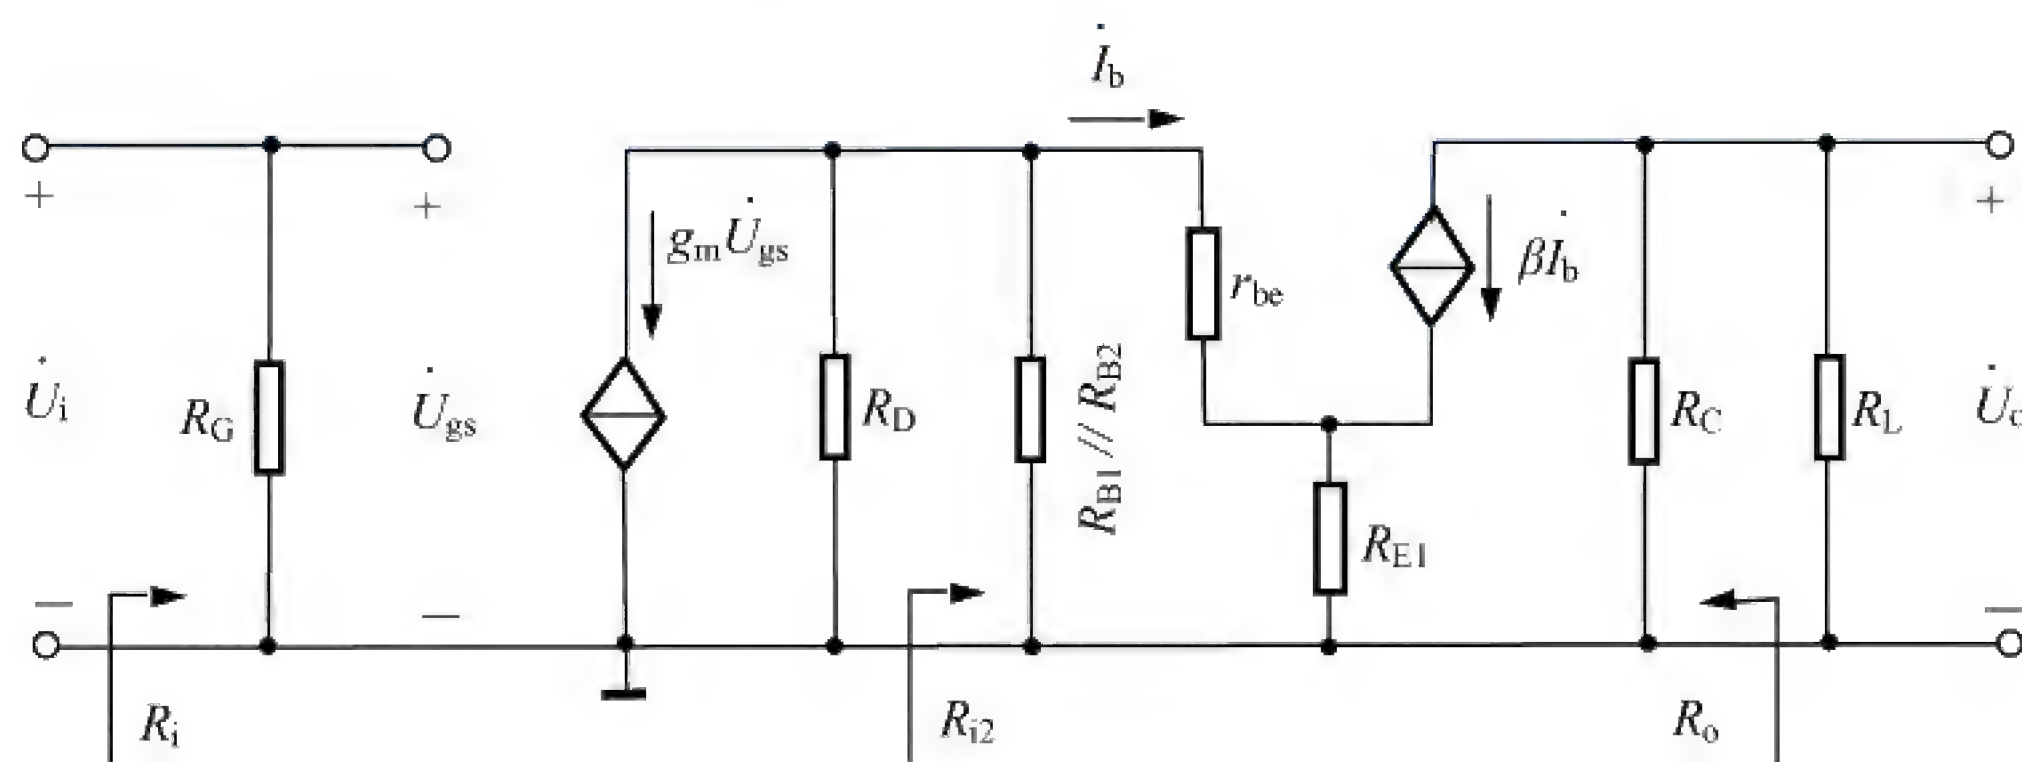 İb
+
+
+
gmU̇gs
βİb
rbe
U̇i
RG
U̇gs
RD
RB1 // RB2
RC
RL
RE1
−
−
−
Ri
Ri2
Ro